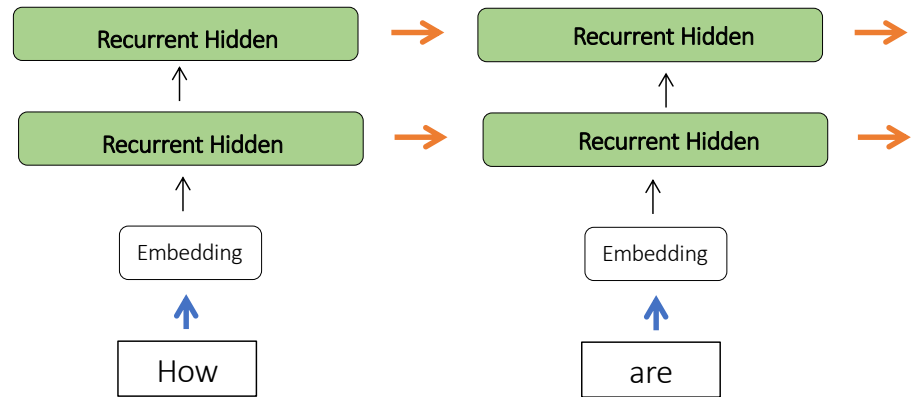 Recurrent Hidden
Recurrent Hidden
Recurrent Hidden
Recurrent Hidden
Embedding
Embedding
How
are